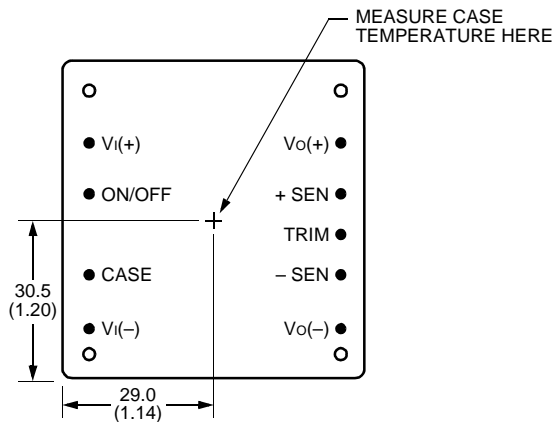 MEASURE CASE
TEMPERATURE HERE
VI(+)
VO(+)
ON/OFF
+ SEN
TRIM
CASE
– SEN
30.5
(1.20)
VI(–)
VO(–)
29.0
(1.14)